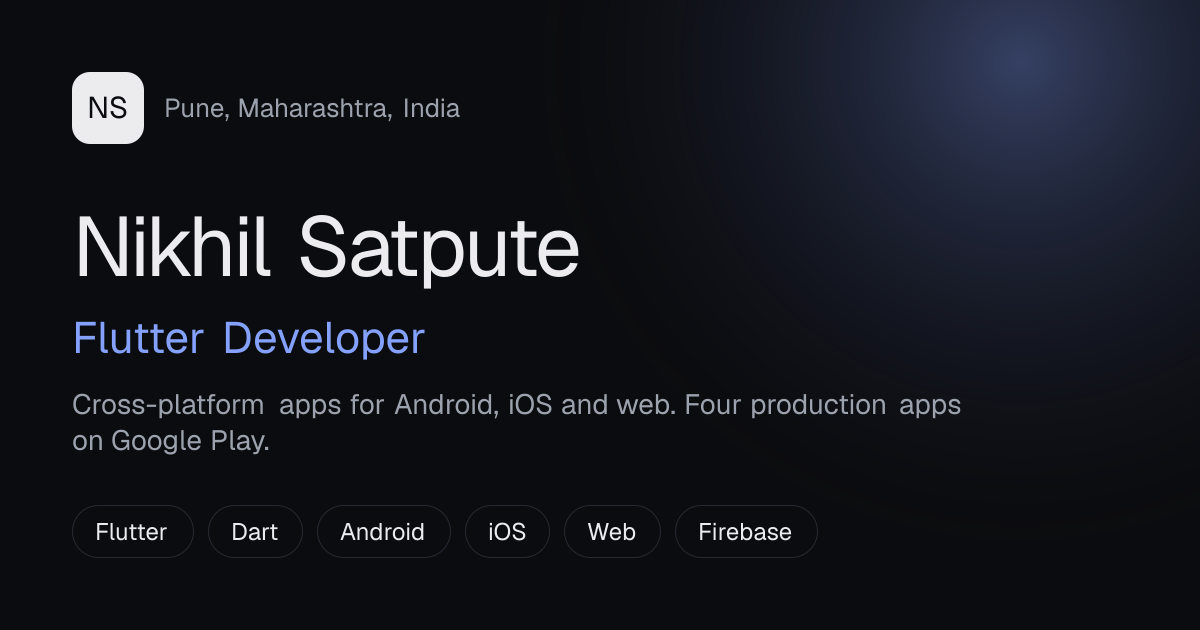 NS
Pune, Maharashtra, India
Nikhil Satpute
Flutter Developer
Cross-platform apps for Android, iOS and web. Four production apps
on Google Play.
Flutter Dart Android iOS Web Firebase